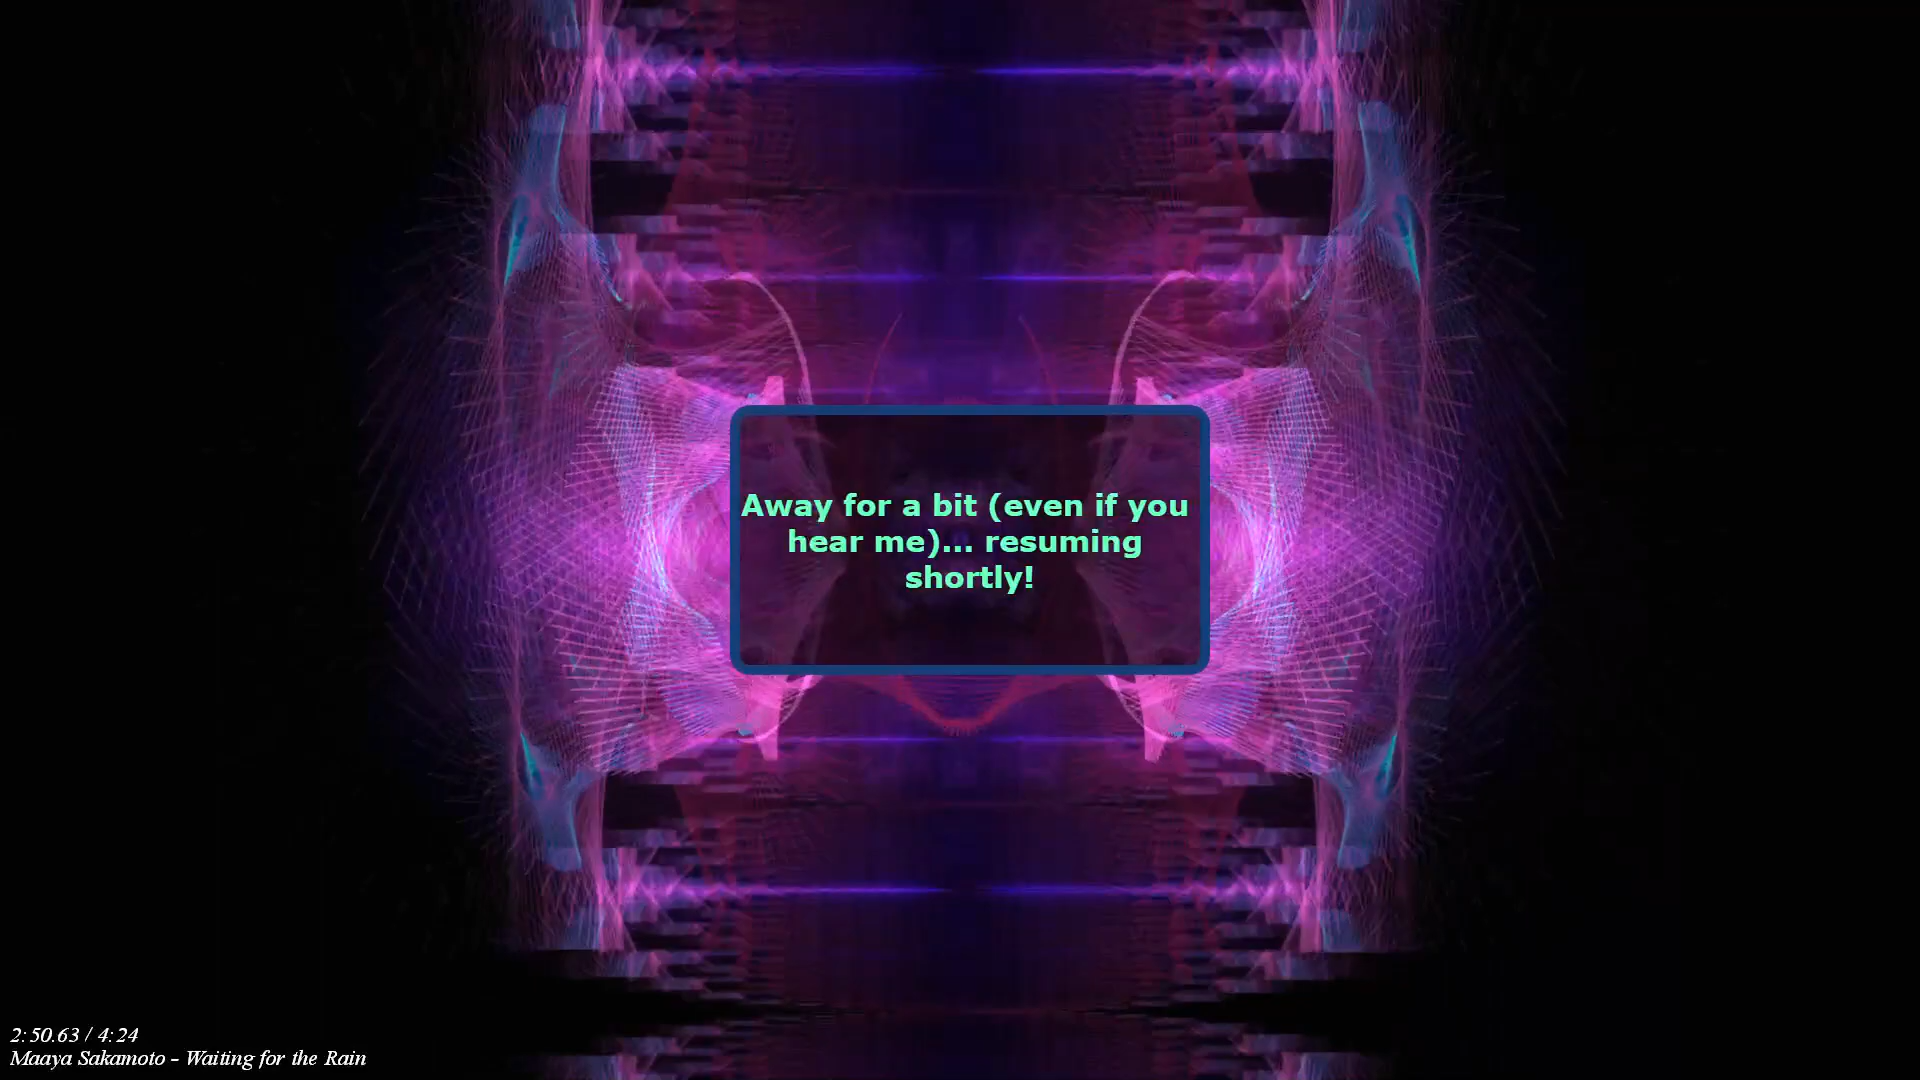 Away for a bit (even if you
hear me)... resuming
shortly!
2:50.63 / 4:24
Maaya Sakamoto - Waiting for the Rain